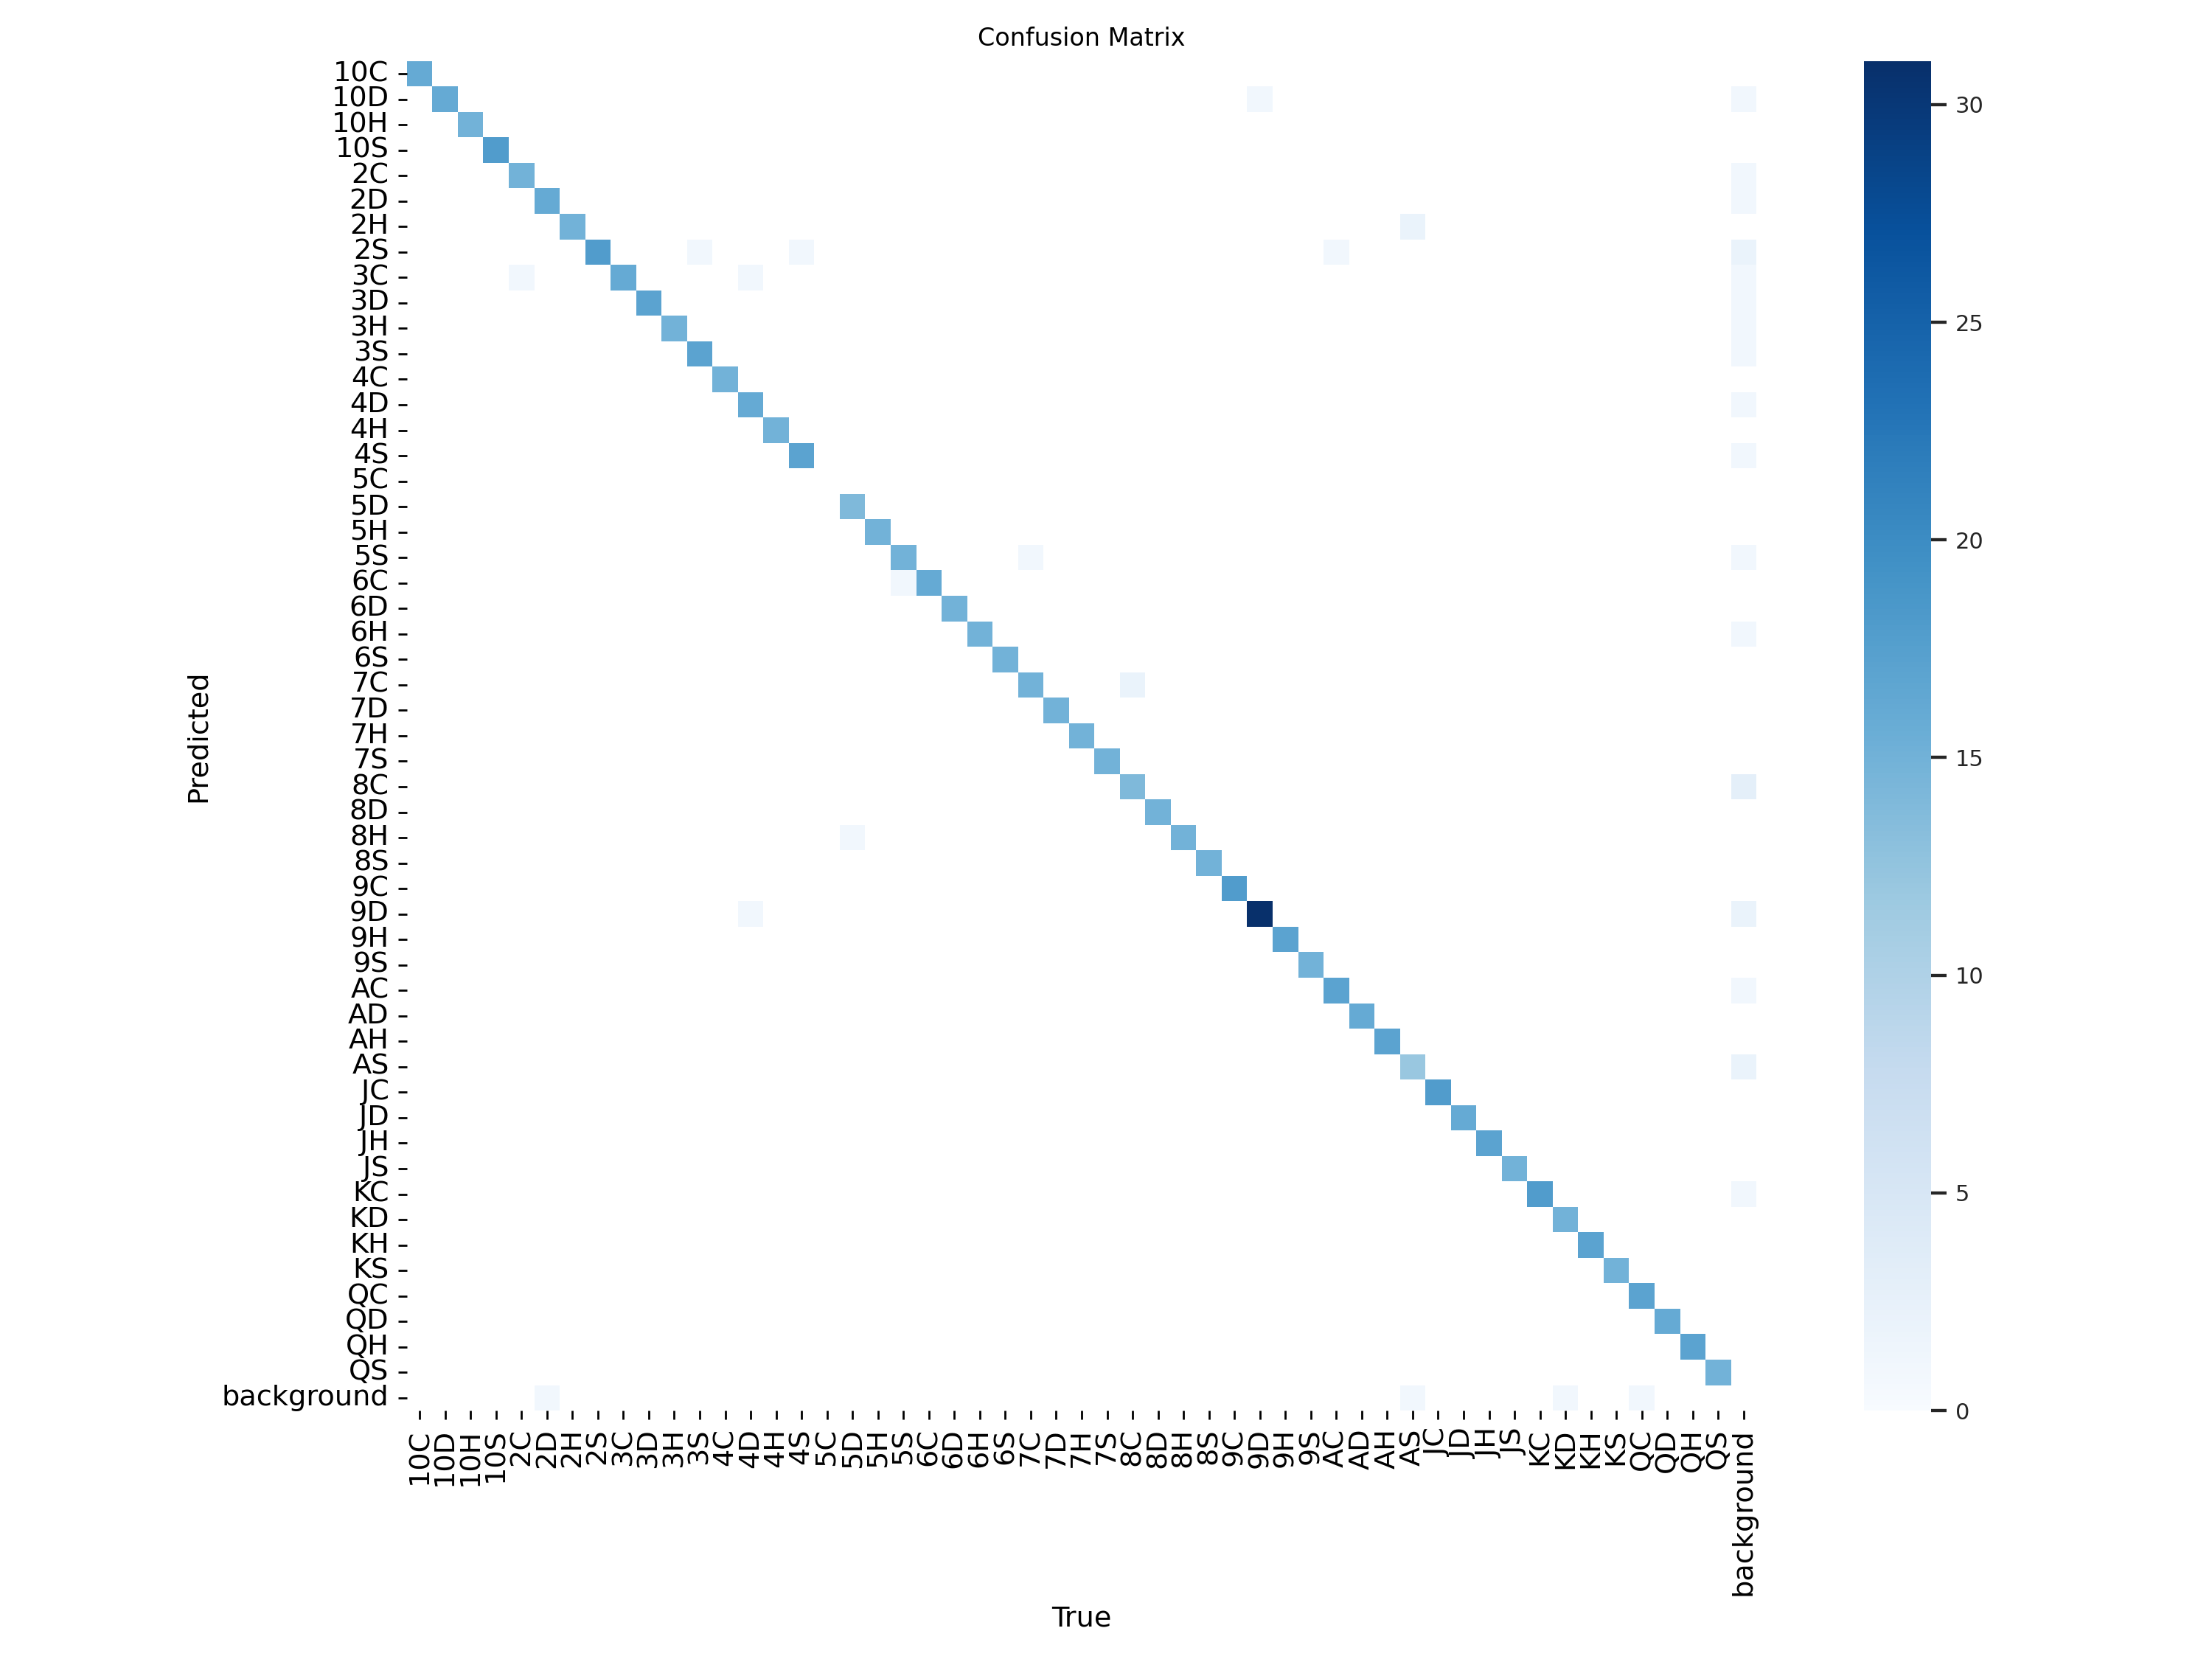 Confusion Matrix
10C
10D
10H
10S
2C
2D
2H
2S
3C
3D
3H
3S
4C
4D
4H
4S
5C
5D
5H
5S
6C
6D
6H
6S
7C
7D
7H
7S
8C
8D
8H
8S
9C
9D
9H
9S
AC
AD
AH
AS
JC
JD
JH
JS
KC
KD
KH
KS
QC
QD
QH
QS
background
Predicted
10C
10D
10H
10S
2C
2D
2H
2S
3C
3D
3H
3S
4C
4D
4H
4S
5C
5D
5H
5S
6C
6D
6H
6S
7C
7D
7H
7S
8C
8D
8H
8S
9C
9D
9H
9S
AC
AD
AH
AS
JC
JD
JH
JS
KC
KD
KH
KS
QC
QD
QH
QS
background
True
30
25
20
15
10
5
0